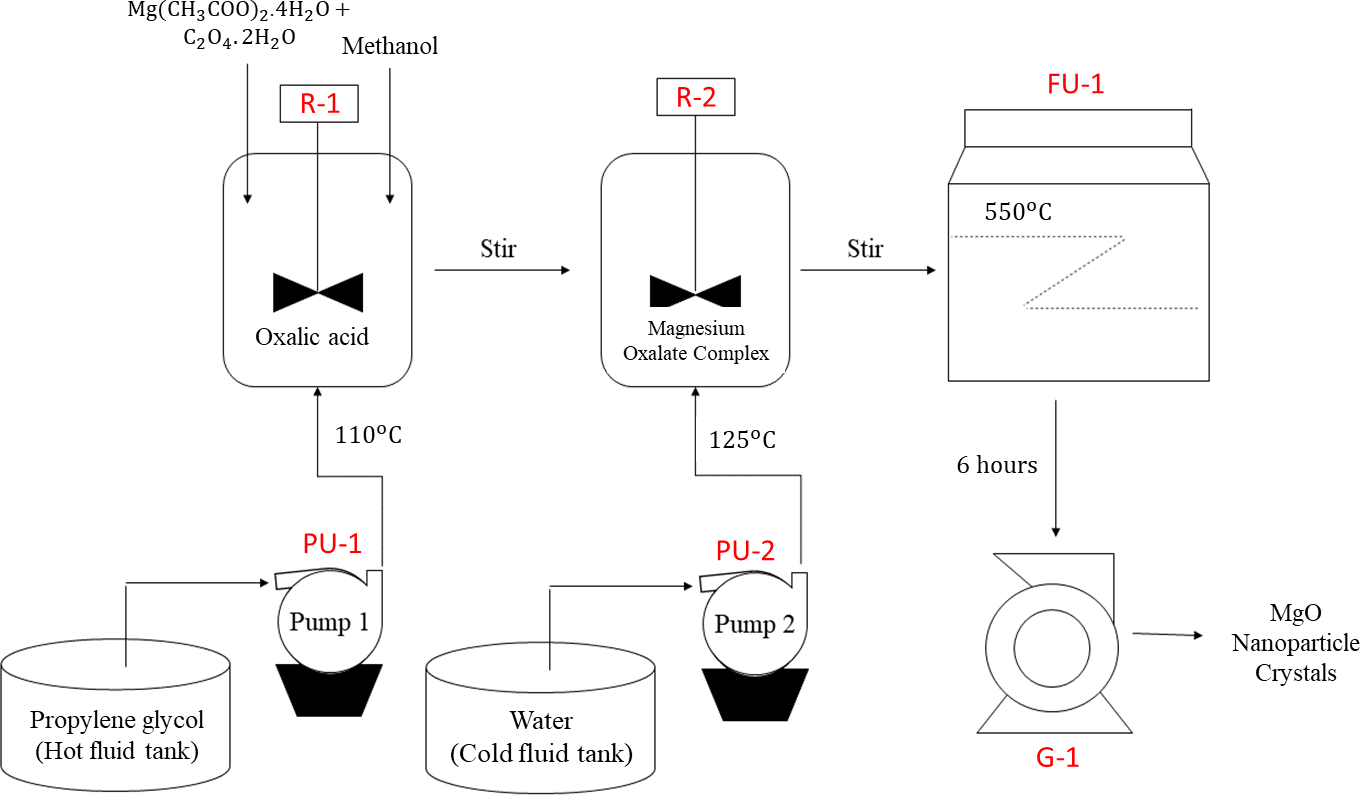 Mg(CH₃COO)₂.4H₂O +
C₂O₄.2H₂O
Methanol
R-1
R-2
FU-1
550°C
Stir
Stir
Oxalic acid
Magnesium
Oxalate Complex
110°C
125°C
6 hours
PU-1
PU-2
Pump 1
Pump 2
MgO
Nanoparticle
Crystals
Propylene glycol
(Hot fluid tank)
Water
(Cold fluid tank)
G-1